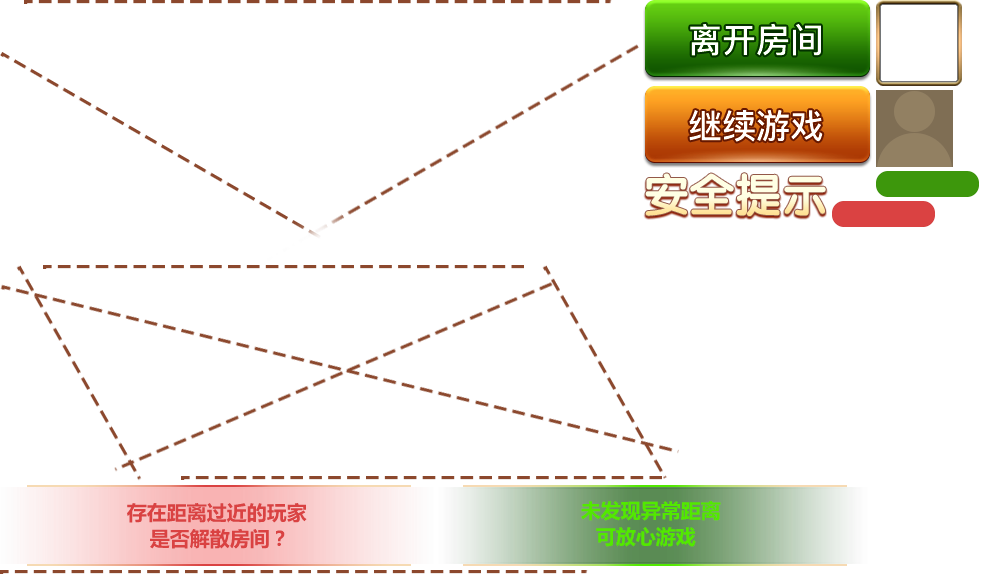 离开房间
继续游戏
安全提示
存在距离过近的玩家
是否解散房间？
未发现异常距离
可放心游戏